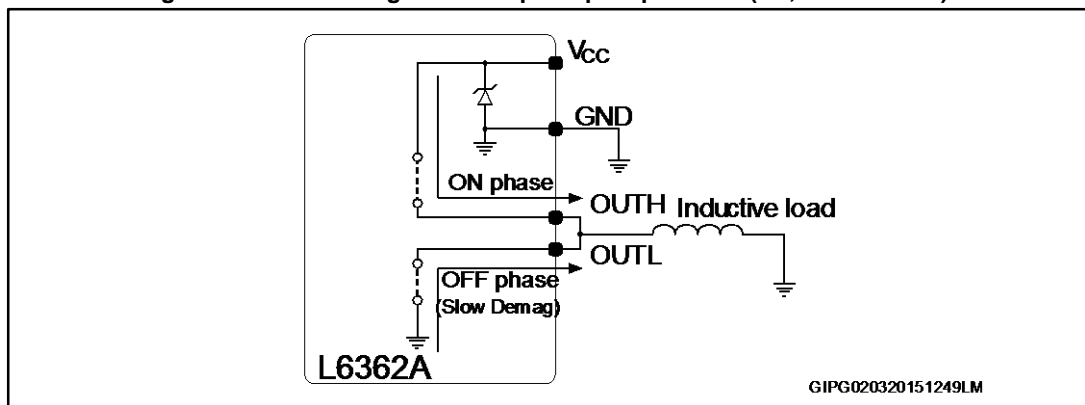 VCC
GND
ON phase
OUTH Inductive load
OUTL
OFF phase
(Slow Demag)
L6362A
GIPG020320151249LM